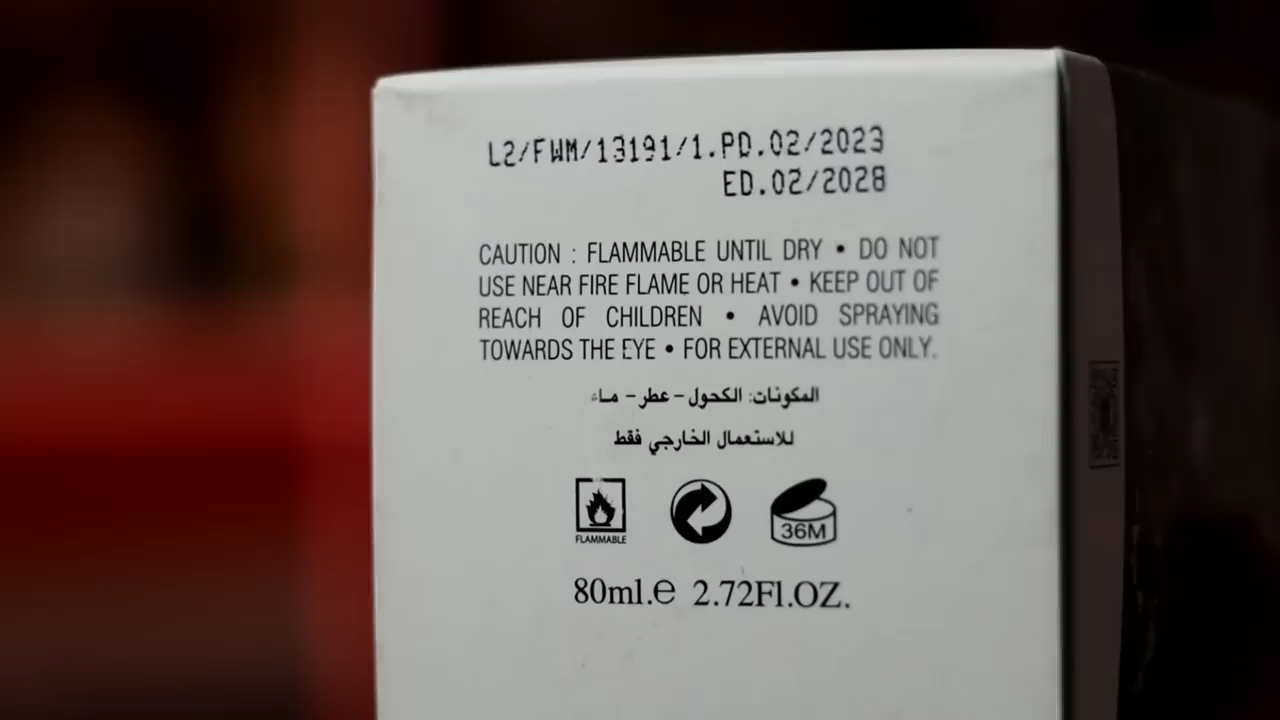 L2/FWM/13191/1.PD.02/2023
ED.02/2028
CAUTION : FLAMMABLE UNTIL DRY • DO NOT
USE NEAR FIRE FLAME OR HEAT • KEEP OUT OF
REACH OF CHILDREN • AVOID SPRAYING
TOWARDS THE EYE • FOR EXTERNAL USE ONLY.
المكونات: الكحول - عطر - ماء
للاستعمال الخارجي فقط
FLAMMABLE
36M
80ml.e 2.72Fl.OZ.